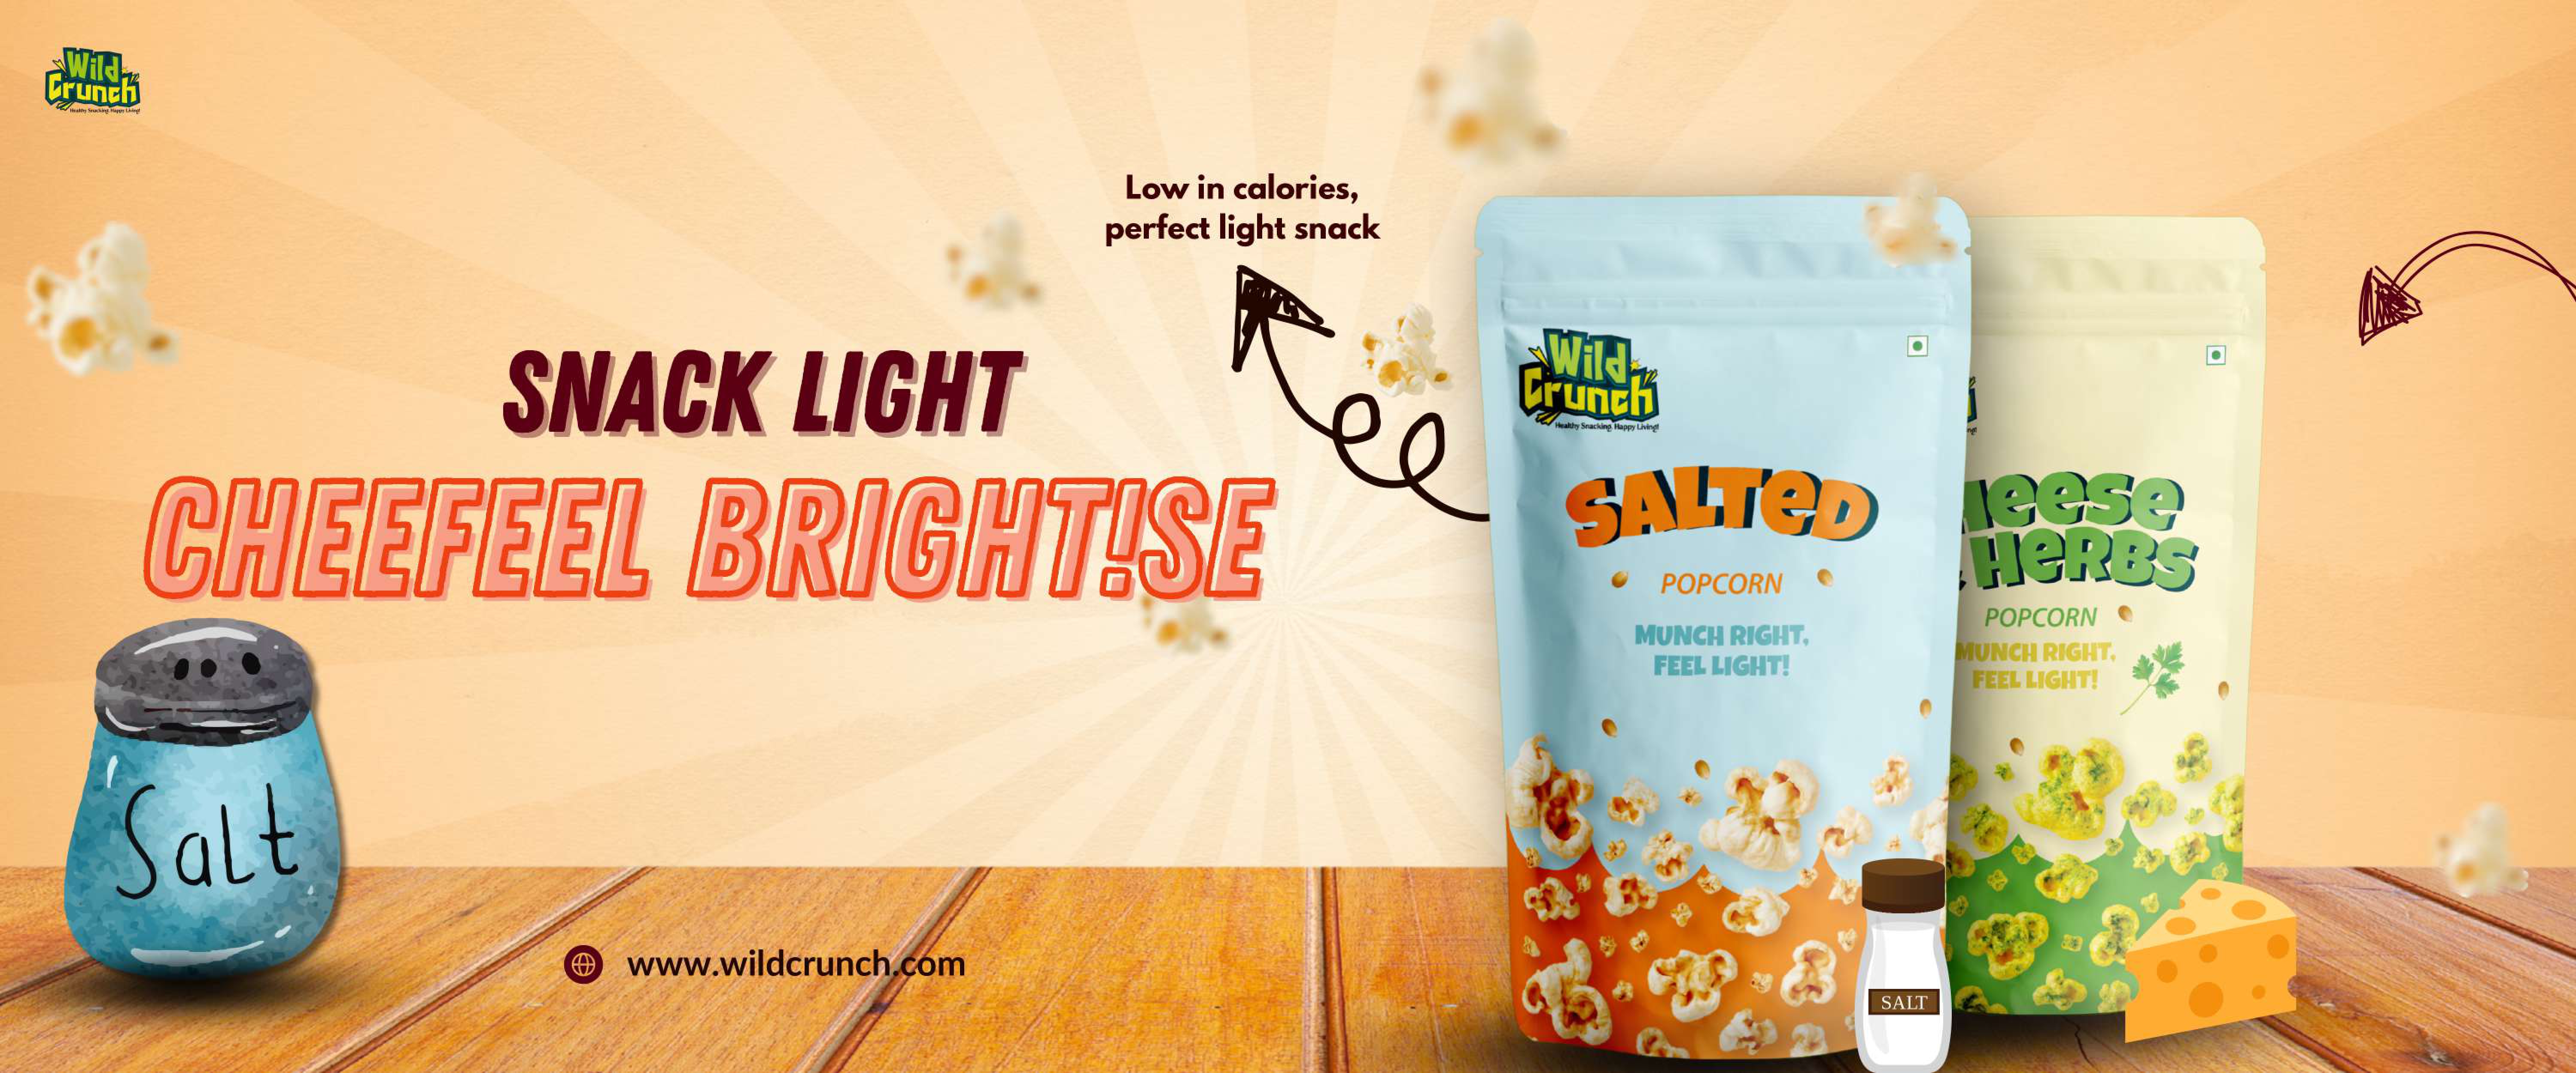 Wild
Crunch
Healthy Snacking, Happy Living!
Low in calories,
perfect light snack
SNACK LIGHT
CHEEFEEL BRIGHT!SE
Salt
www.wildcrunch.com
Wild
Crunch
Healthy Snacking, Happy Living!
SALTeD
POPCORN
MUNCH RIGHT,
FEEL LIGHT!
SALT
heese
HeRBS
POPCORN
MUNCH RIGHT,
FEEL LIGHT!